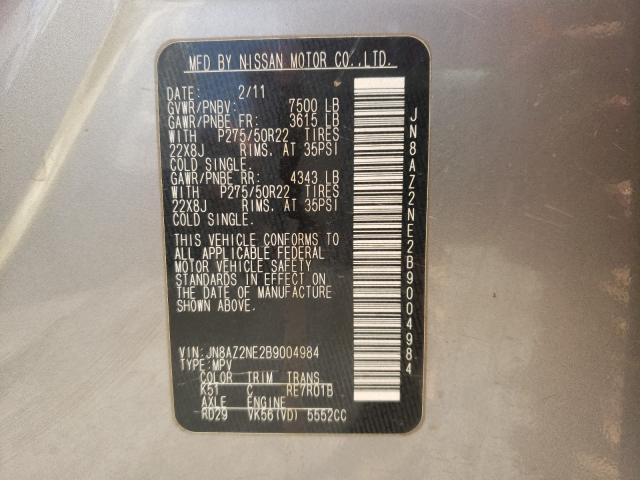 MFD BY NISSAN MOTOR CO.,LTD.
DATE: 2/11
GVWR/PNBV: 7500 LB
GAWR/PNBE FR: 3615 LB
WITH P275/50R22 TIRES
22X8J RIMS, AT 35PSI
COLD SINGLE.
GAWR/PNBE RR: 4343 LB
WITH P275/50R22 TIRES
22X8J RIMS, AT 35PSI
COLD SINGLE.
THIS VEHICLE CONFORMS TO
ALL APPLICABLE FEDERAL
MOTOR VEHICLE SAFETY
STANDARDS IN EFFECT ON
THE DATE OF MANUFACTURE
SHOWN ABOVE.
VIN:JN8AZ2NE2B9004984
TYPE:MPV
COLOR TRIM TRANS
K51 C RE7R01B
AXLE ENGINE
RD29 VK56(VD) 5552CC
JN8AZ2NE2B9004984